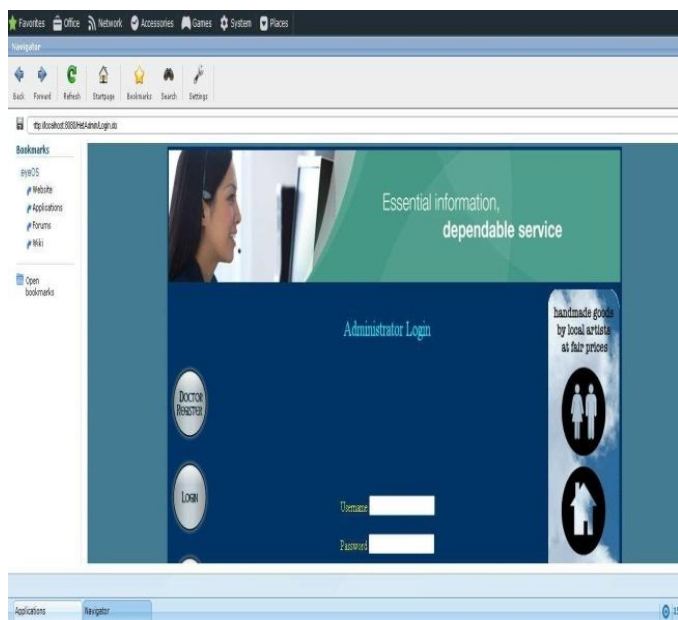 Favorites Office Network Accessories Games System Places
Navigator
Back Forward Refresh Startpage Bookmarks Search Settings
Bookmarks
eyeOS
Website
Applications
Forums
Wiki
Open
bookmarks
Essential information,
dependable service
Administrator Login
handmade goods
by local artists
at fair prices
DOCTOR
REGISTER
LOGIN
Username
Password
Applications Navigator